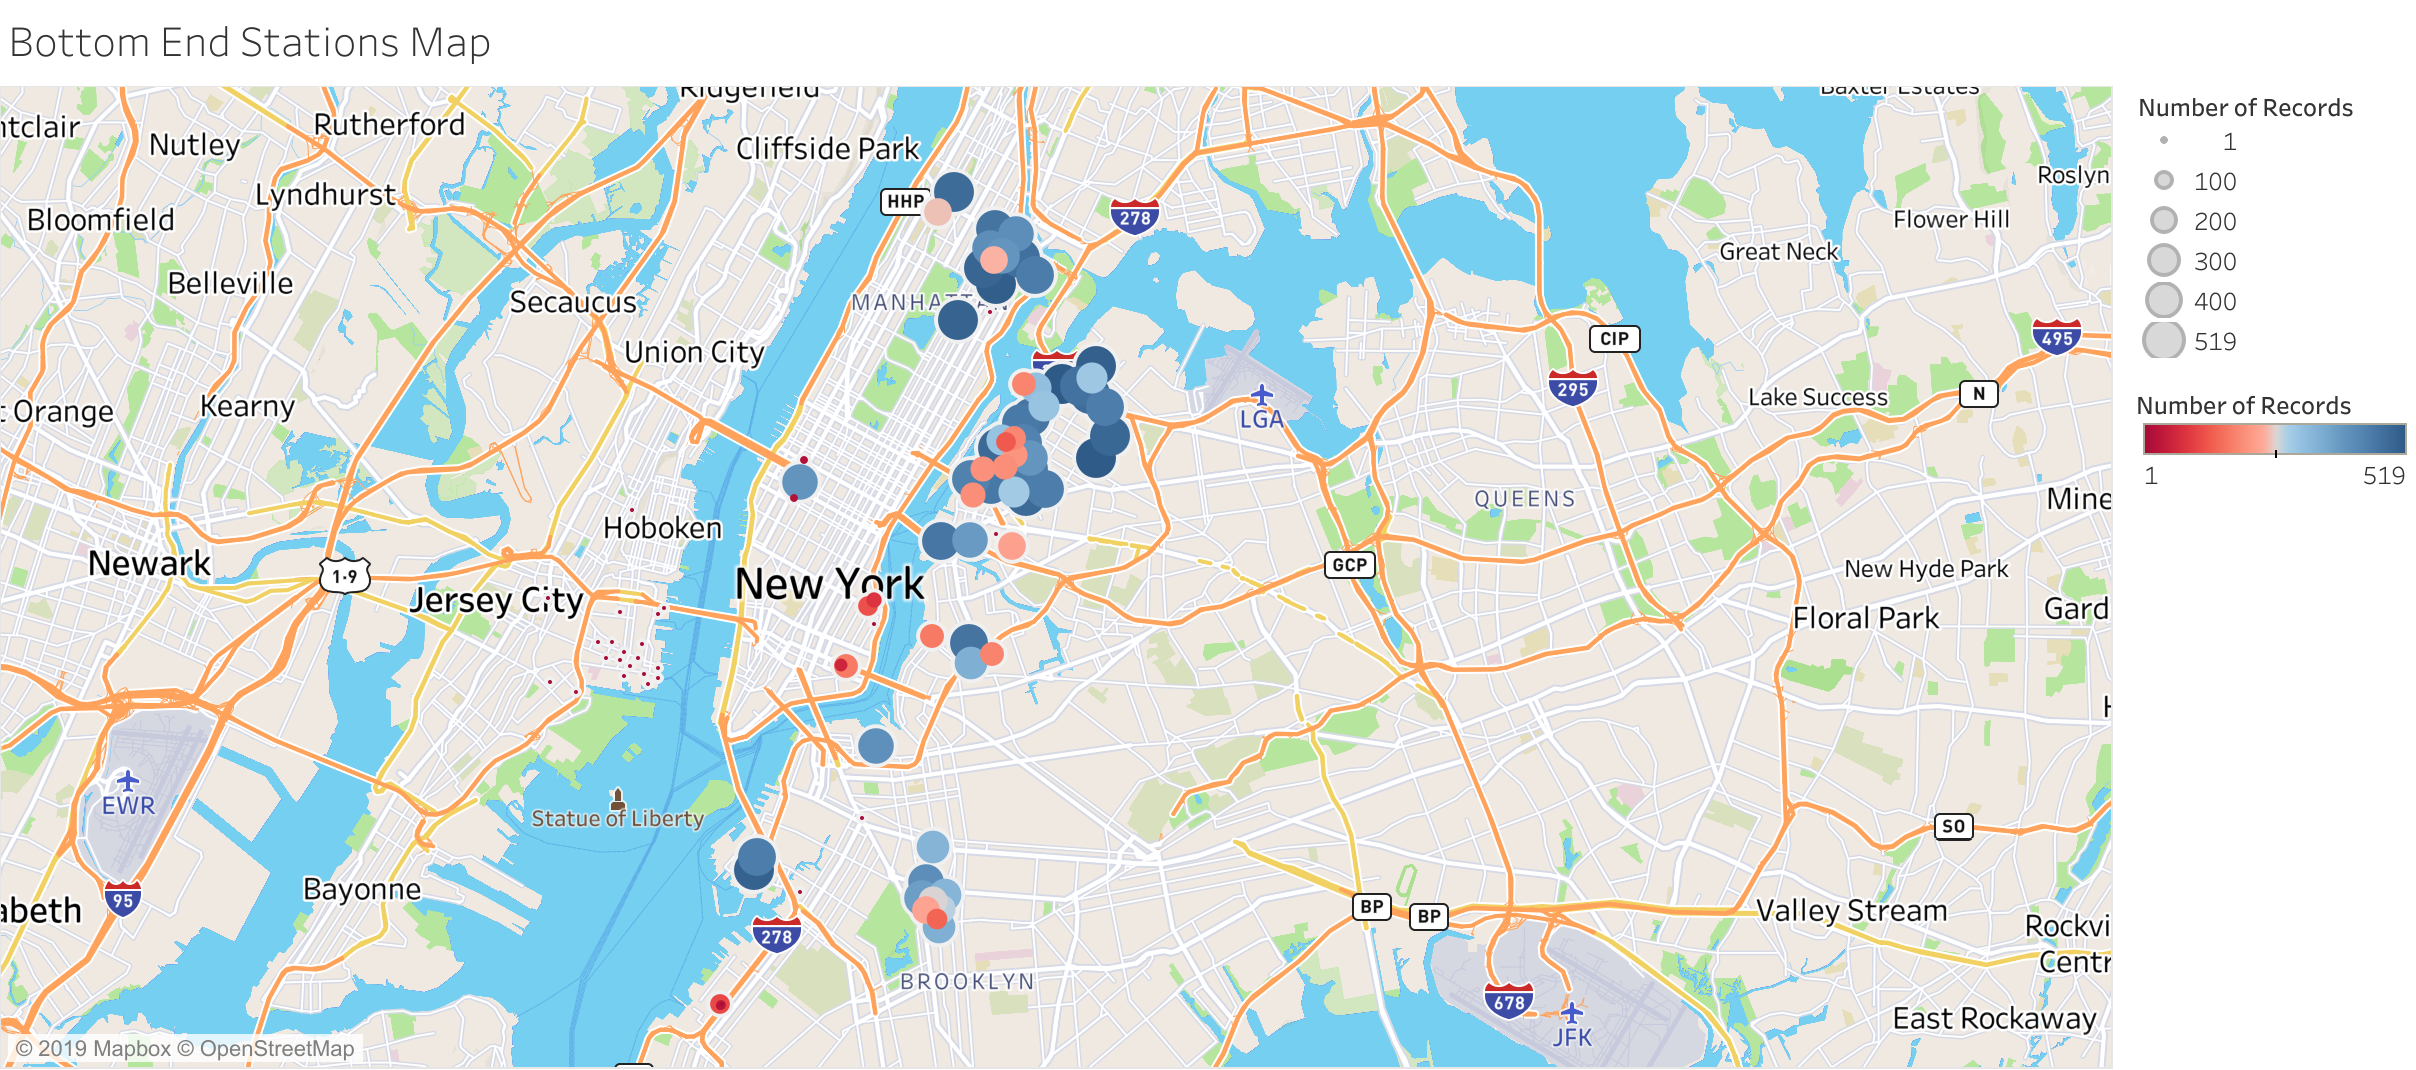 Bottom End Stations Map
Ridgefield
Baxter Estates
Number of Records
ntclair
Rutherford
Nutley
Cliffside Park
1
Roslyn
100
Lyndhurst
HHP
278
Flower Hill
200
Bloomfield
Great Neck
300
Belleville
Secaucus
MANHATTAN
400
CIP
495
519
Union City
295
N
Lake Success
Number of Records
t Orange
Kearny
LGA
1
519
QUEENS
Mine
Hoboken
Newark
1·9
GCP
New Hyde Park
Jersey City
New York
Floral Park
Gard
H
EWR
Statue of Liberty
SO
Bayonne
95
abeth
BP
BP
Valley Stream
Rockvi
278
Centr
BROOKLYN
678
East Rockaway
JFK
© 2019 Mapbox © OpenStreetMap